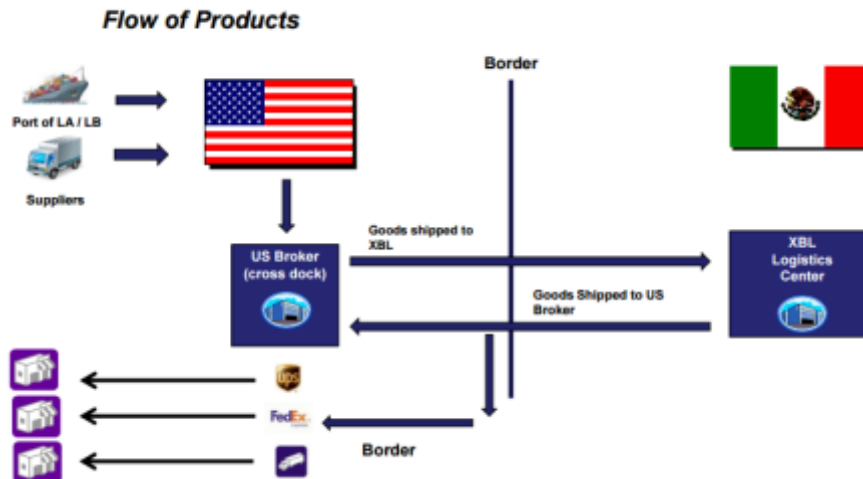 Flow of Products
Border
Port of LA / LB
Suppliers
Goods shipped to
XBL
US Broker
(cross dock)
XBL
Logistics
Center
Goods Shipped to US
Broker
ups
FedEx
Border